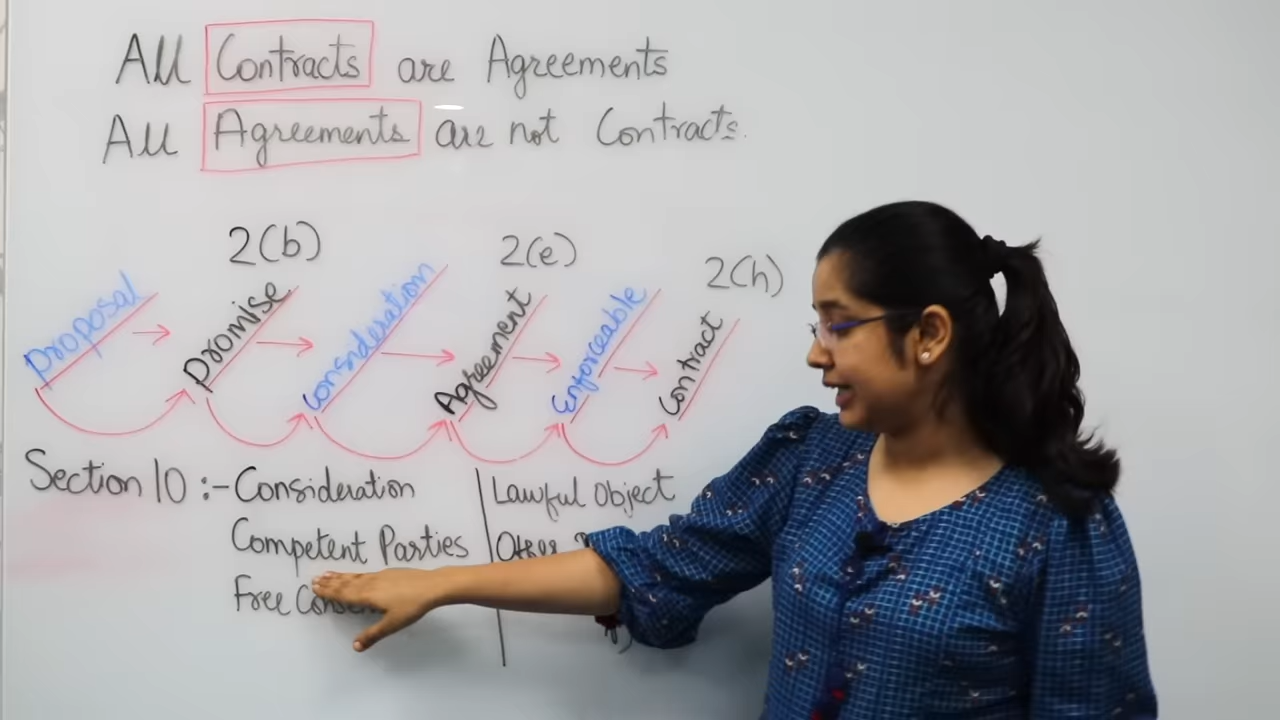 All Contracts are Agreements
All Agreements are not Contracts.
2(b) 2(e) 2(h)
Proposal → Promise → Consideration → Agreement → Enforceable → Contract
Section 10 :- Consideration | Lawful Object
Competent Parties | Other
Free